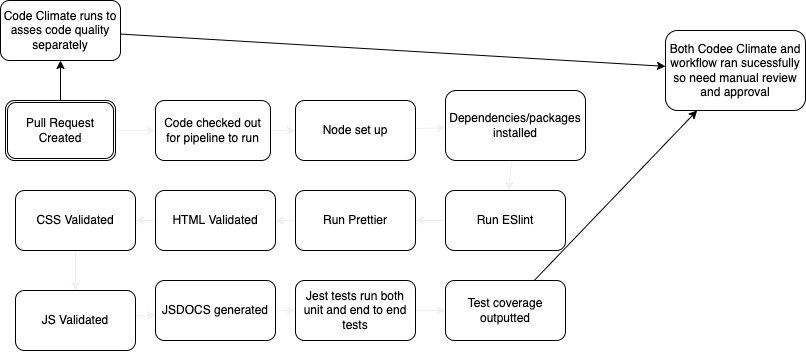 Code Climate runs to
asses code quality
separately
Both Codee Climate and
workflow ran sucessfully
so need manual review
and approval
Pull Request
Created
Code checked out
for pipeline to run
Node set up
Dependencies/packages
installed
CSS Validated
HTML Validated
Run Prettier
Run ESlint
JS Validated
JSDOCS generated
Jest tests run both
unit and end to end
tests
Test coverage
outputted